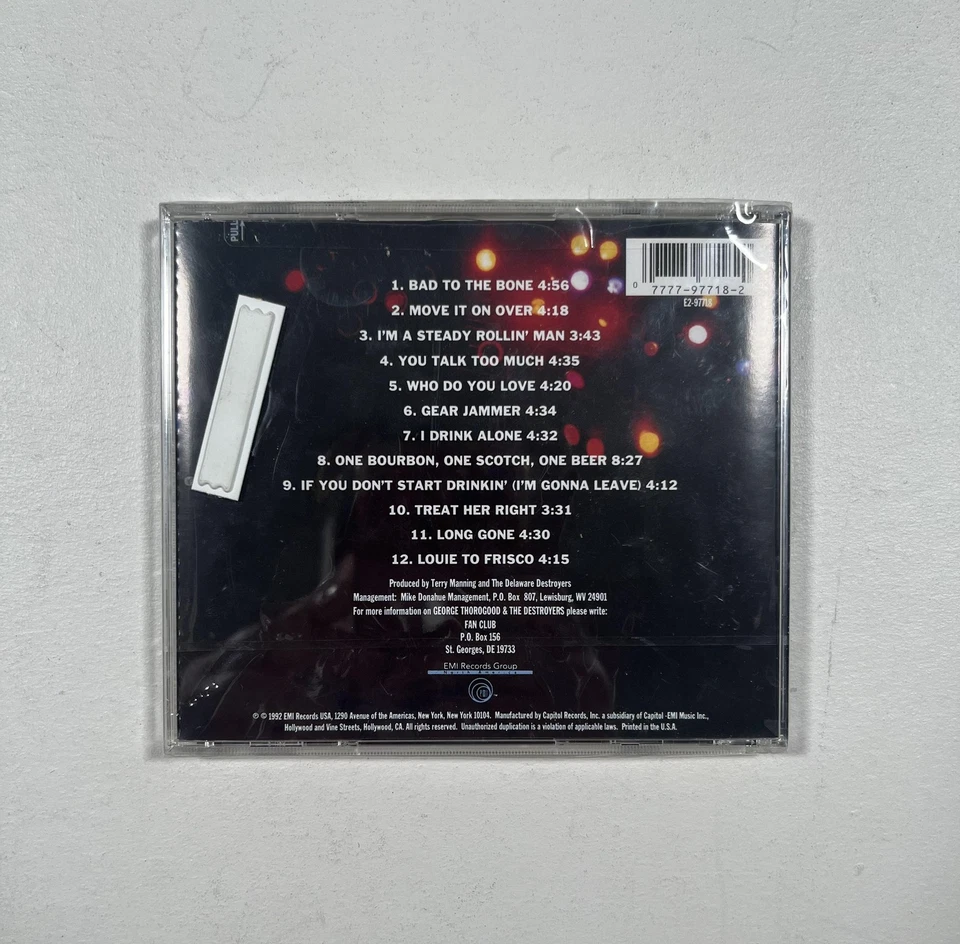 PULL
0 7777-97718-2
E2-97718
1. BAD TO THE BONE 4:56
2. MOVE IT ON OVER 4:18
3. I'M A STEADY ROLLIN' MAN 3:43
4. YOU TALK TOO MUCH 4:35
5. WHO DO YOU LOVE 4:20
6. GEAR JAMMER 4:34
7. I DRINK ALONE 4:32
8. ONE BOURBON, ONE SCOTCH, ONE BEER 8:27
9. IF YOU DON'T START DRINKIN' (I'M GONNA LEAVE) 4:12
10. TREAT HER RIGHT 3:31
11. LONG GONE 4:30
12. LOUIE TO FRISCO 4:15
Produced by Terry Manning and The Delaware Destroyers
Management: Mike Donahue Management, P.O. Box 807, Lewisburg, WV 24901
For more information on GEORGE THOROGOOD & THE DESTROYERS please write:
FAN CLUB
P.O. Box 156
St. Georges, DE 19733
EMI Records Group
North America
EMI
℗ © 1992 EMI Records USA, 1290 Avenue of the Americas, New York, New York 10104. Manufactured by Capitol Records, Inc. a subsidiary of Capitol -EMI Music Inc.,
Hollywood and Vine Streets, Hollywood, CA. All rights reserved. Unauthorized duplication is a violation of applicable laws. Printed in the U.S.A.